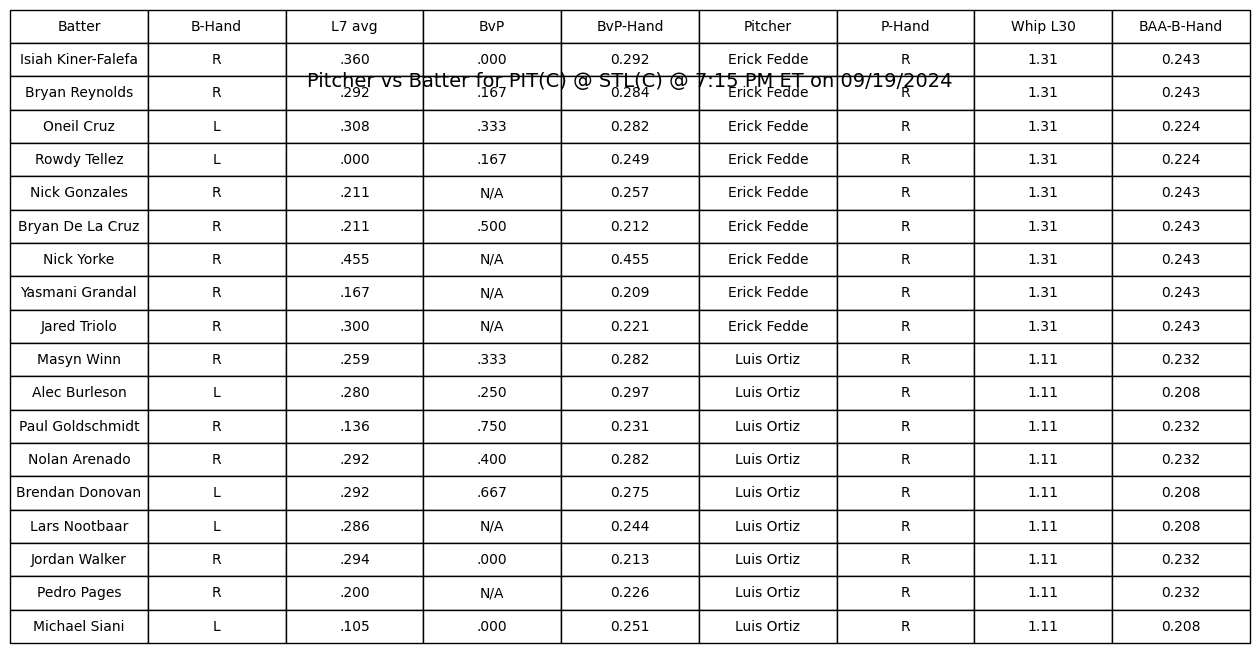 Batter B-Hand L7 avg BvP BvP-Hand Pitcher P-Hand Whip L30 BAA-B-Hand
Isiah Kiner-Falefa R .360 .000 0.292 Erick Fedde R 1.31 0.243
Pitcher vs Batter for PIT(C) @ STL(C) @ 7:15 PM ET on 09/19/2024
Bryan Reynolds R .292 .167 0.284 Erick Fedde R 1.31 0.243
Oneil Cruz L .308 .333 0.282 Erick Fedde R 1.31 0.224
Rowdy Tellez L .000 .167 0.249 Erick Fedde R 1.31 0.224
Nick Gonzales R .211 N/A 0.257 Erick Fedde R 1.31 0.243
Bryan De La Cruz R .211 .500 0.212 Erick Fedde R 1.31 0.243
Nick Yorke R .455 N/A 0.455 Erick Fedde R 1.31 0.243
Yasmani Grandal R .167 N/A 0.209 Erick Fedde R 1.31 0.243
Jared Triolo R .300 N/A 0.221 Erick Fedde R 1.31 0.243
Masyn Winn R .259 .333 0.282 Luis Ortiz R 1.11 0.232
Alec Burleson L .280 .250 0.297 Luis Ortiz R 1.11 0.208
Paul Goldschmidt R .136 .750 0.231 Luis Ortiz R 1.11 0.232
Nolan Arenado R .292 .400 0.282 Luis Ortiz R 1.11 0.232
Brendan Donovan L .292 .667 0.275 Luis Ortiz R 1.11 0.208
Lars Nootbaar L .286 N/A 0.244 Luis Ortiz R 1.11 0.208
Jordan Walker R .294 .000 0.213 Luis Ortiz R 1.11 0.232
Pedro Pages R .200 N/A 0.226 Luis Ortiz R 1.11 0.232
Michael Siani L .105 .000 0.251 Luis Ortiz R 1.11 0.208